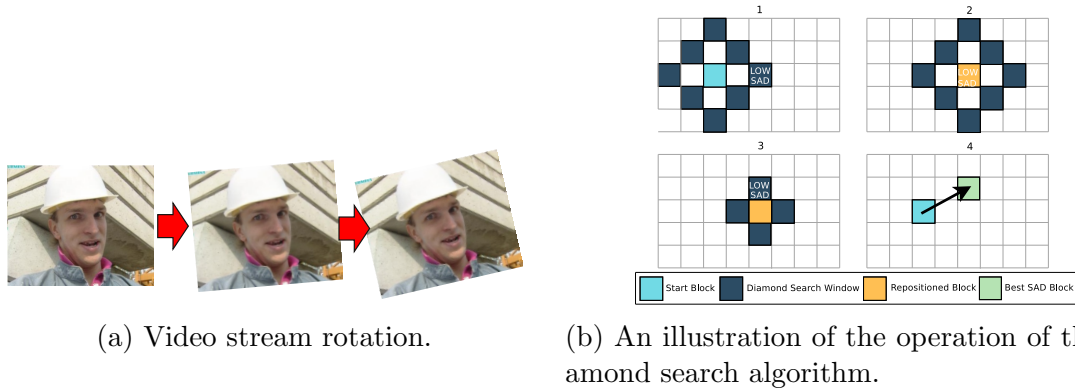 1
2
LOW
SAD
LOW
SAD
3
4
LOW
SAD
Start Block
Diamond Search Window
Repositioned Block
Best SAD Block
(a) Video stream rotation.
(b) An illustration of the operation of
amond search algorithm.